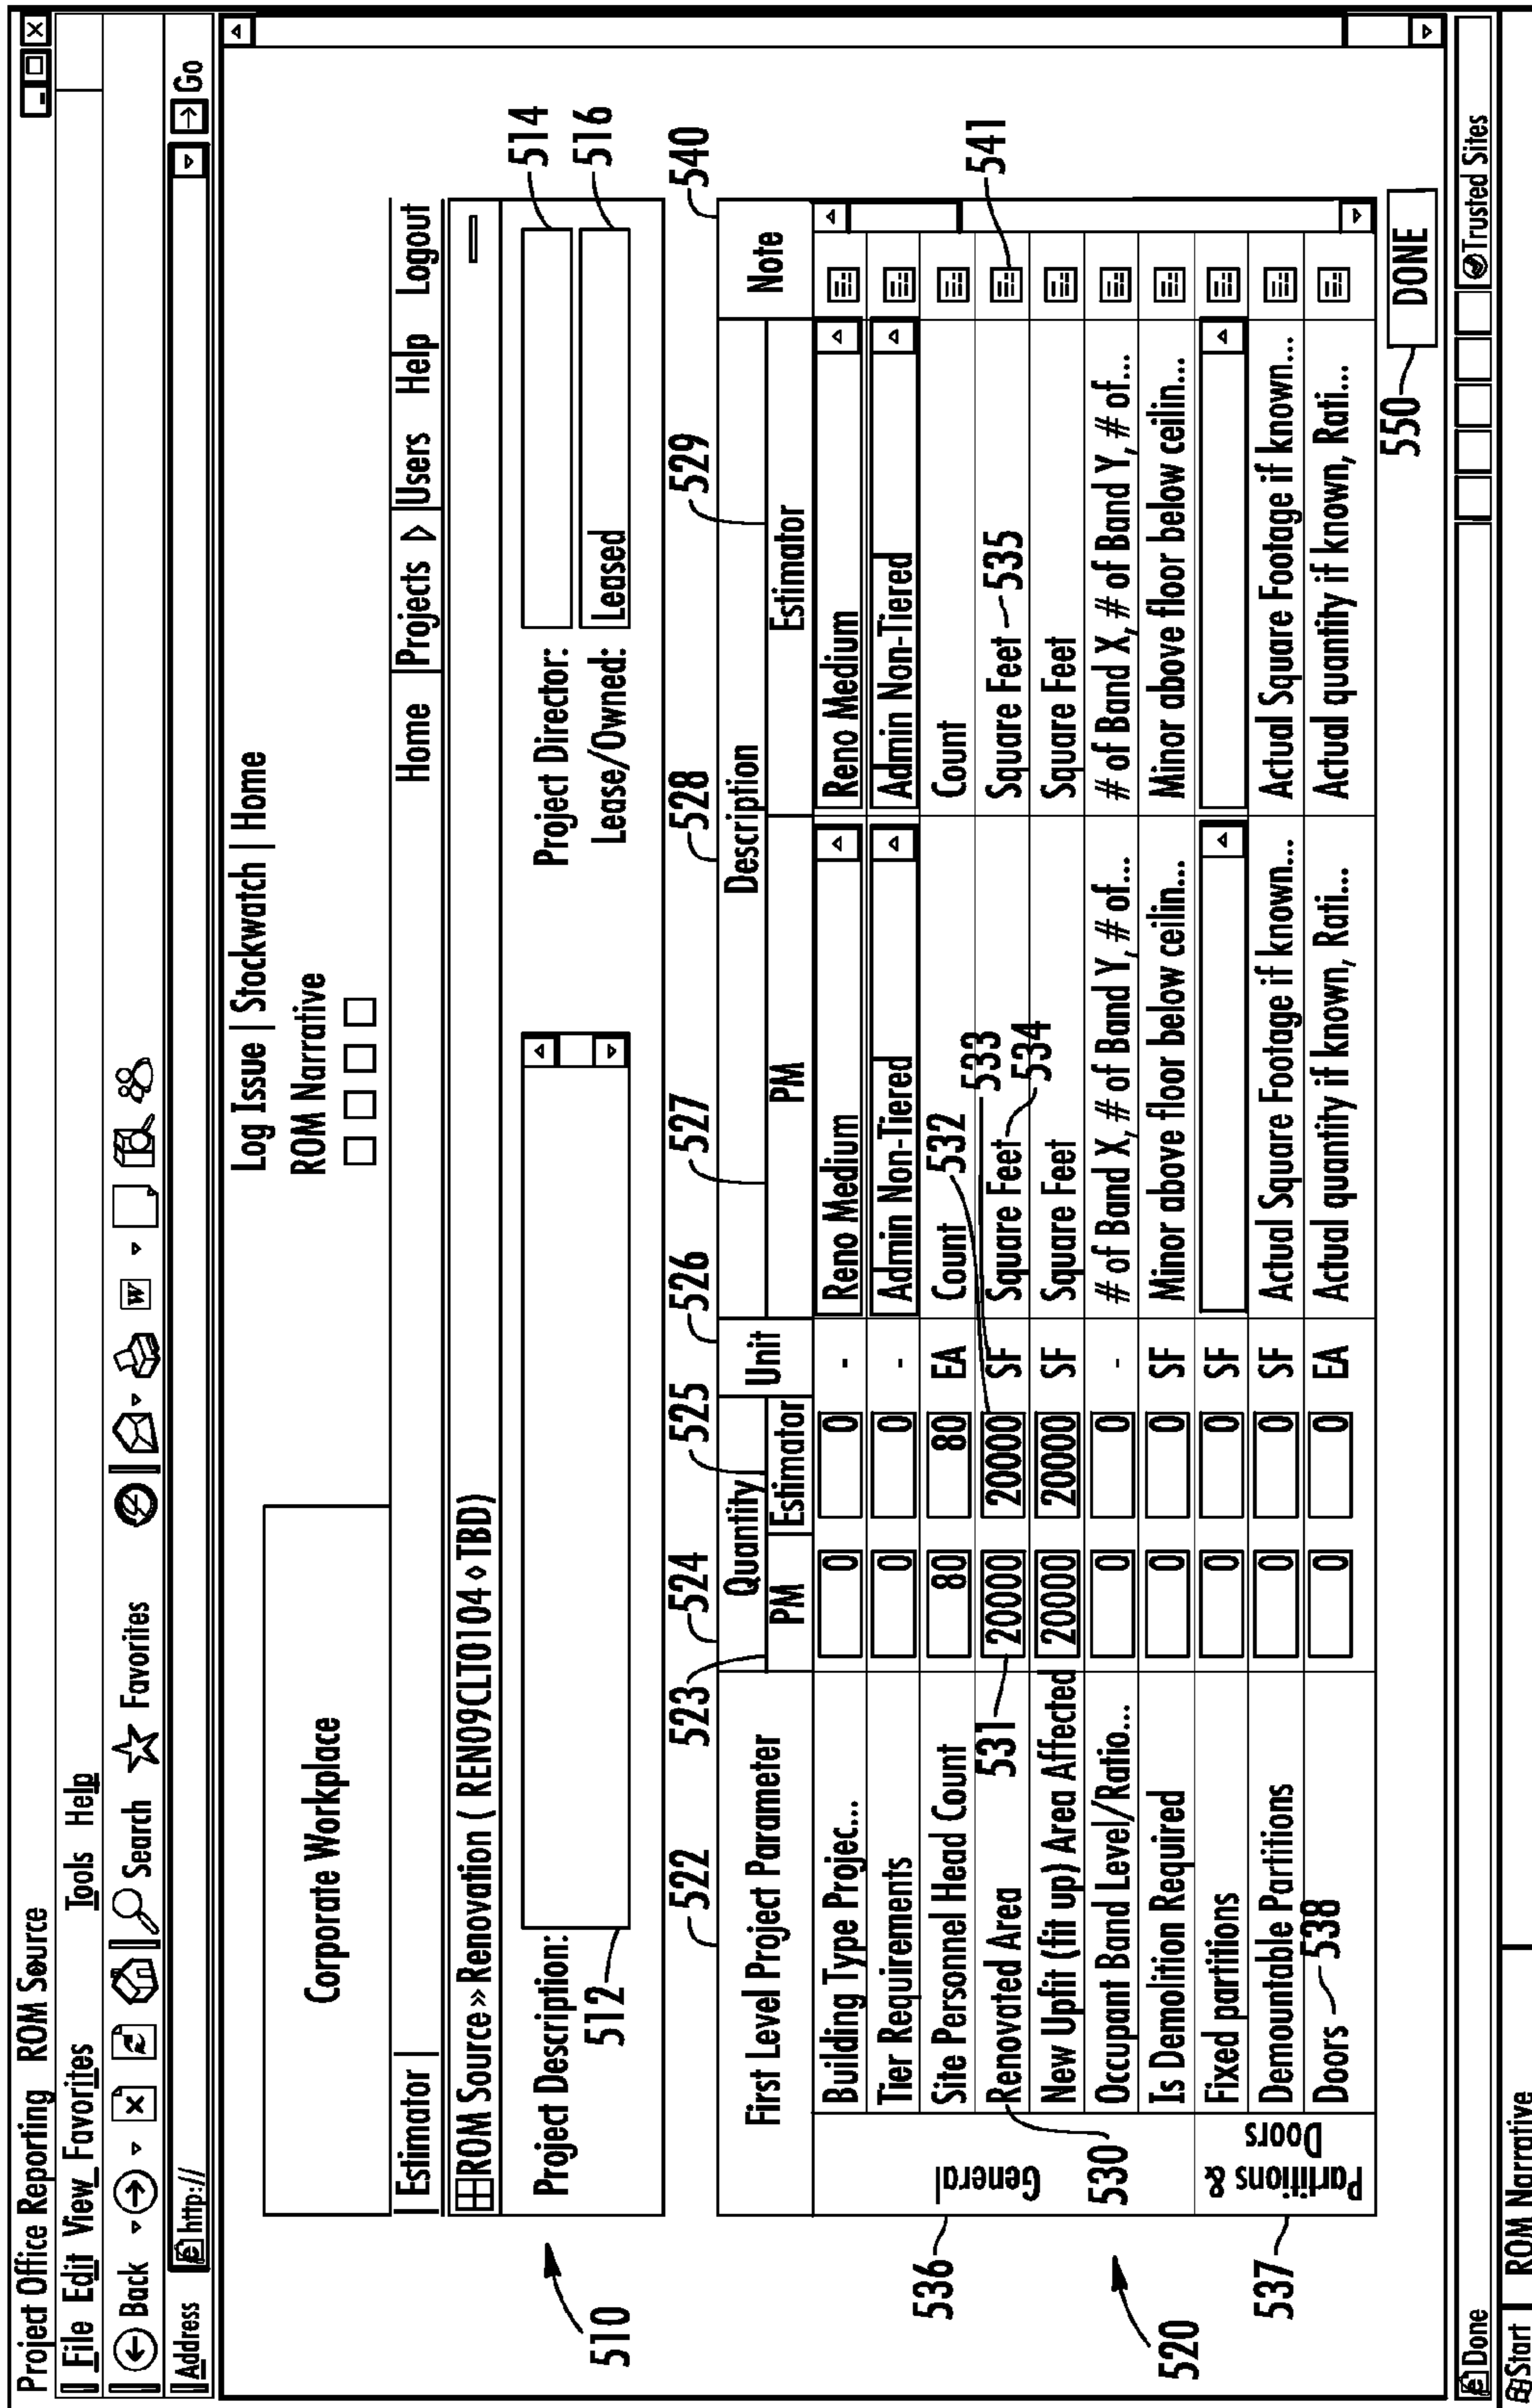 Project Office Reporting ROM Source
File Edit View Favorites Tools Help
Back Search Favorites W
Address http:// Go
Log Issue | Stockwatch | Home
Corporate Workplace
ROM Narrative
Estimator Home Projects Users Help Logout
ROM Source » Renovation ( REN09CLT0104 ⋄ TBD)
510
Project Description: Project Director: 514
512 Lease/Owned: Leased 516
522 523 524 525 526 527 528 529 540
First Level Project Parameter Quantity Unit Description Note
PM Estimator PM Estimator
Building Type Projec... 0 0 - Reno Medium Reno Medium
Tier Requirements 0 0 - Admin Non-Tiered Admin Non-Tiered
536 General
Site Personnel Head Count 80 80 EA Count 532 Count
533
Renovated Area 531 20000 20000 SF Square Feet 534 Square Feet 535 541
New Upfit (fit up) Area Affected 20000 20000 SF Square Feet Square Feet
530
Occupant Band Level/Ratio... 0 0 - # of Band X, # of Band Y, # of... # of Band X, # of Band Y, # of...
520
Is Demolition Required 0 0 SF Minor above floor below ceilin... Minor above floor below ceilin...
537 Partitions & Doors
Fixed partitions 0 0 SF
Demountable Partitions 0 0 SF Actual Square Footage if known... Actual Square Footage if known...
Doors 538 0 0 EA Actual quantity if known, Rati... Actual quantity if known, Rati...
550 DONE
Done Trusted Sites
Start ROM Narrative